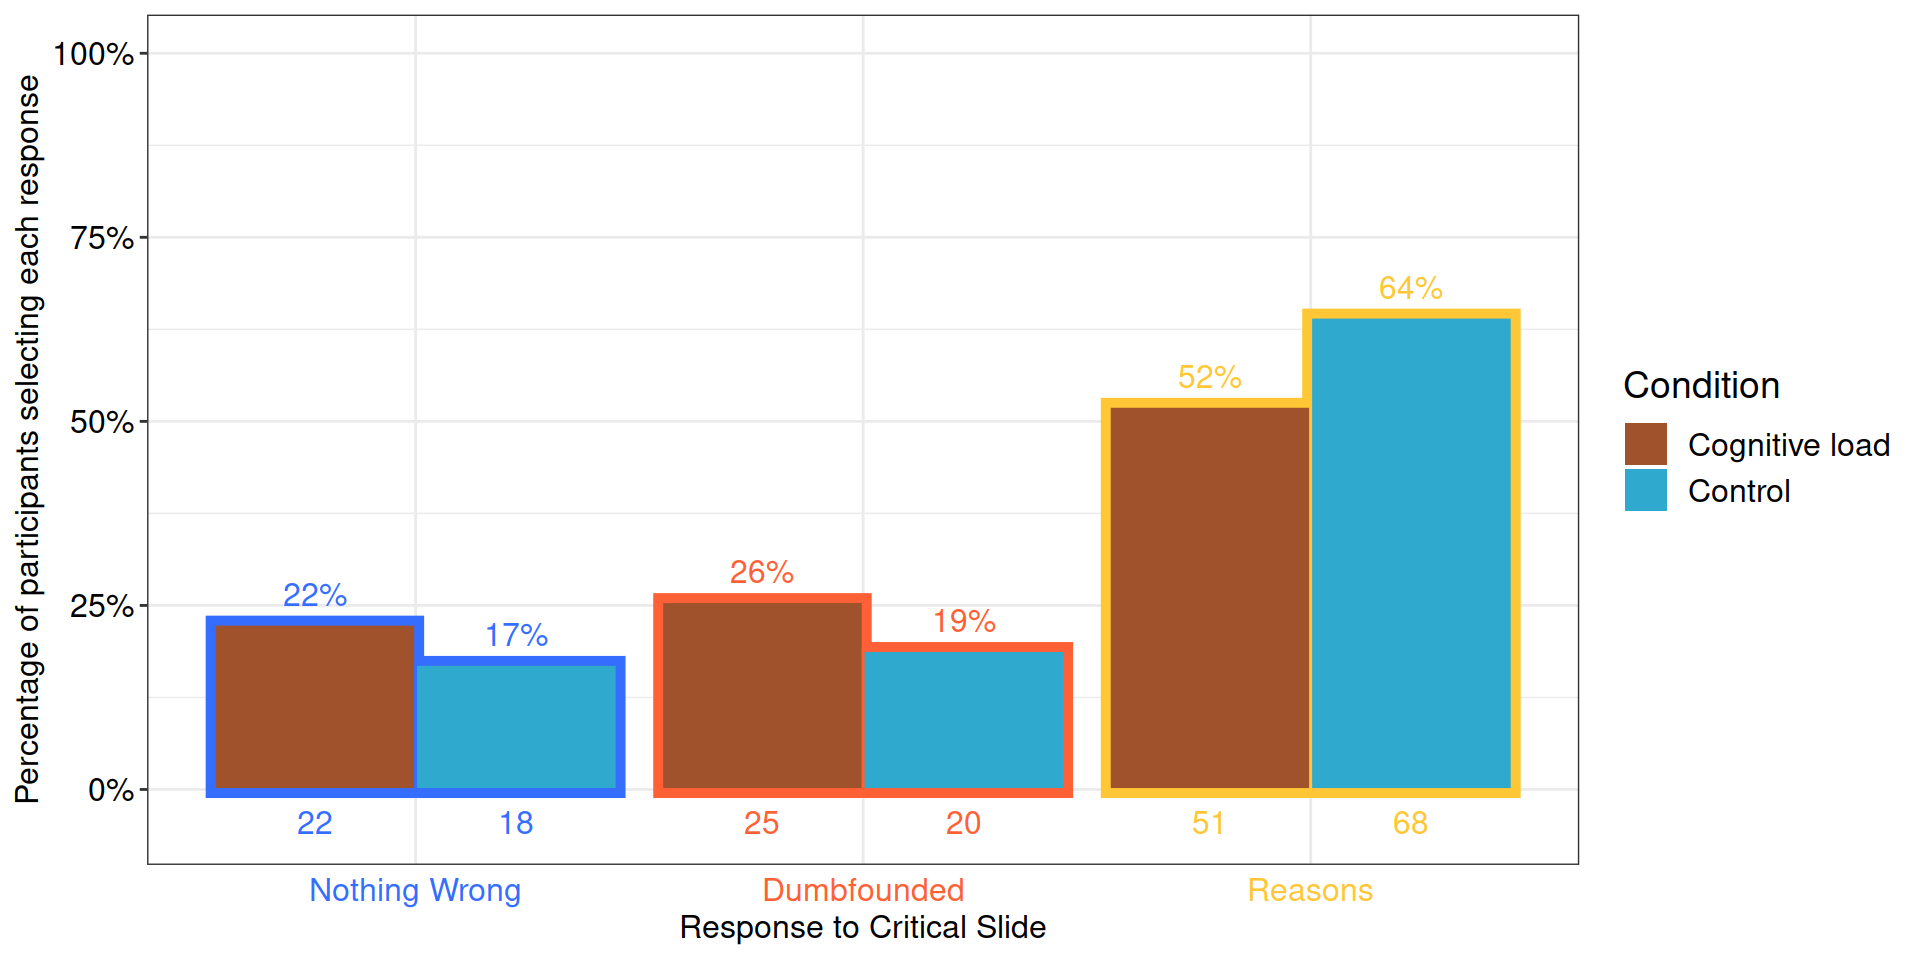 Percentage of participants selecting each response
100%
75%
50%
25%
0%
22%
17%
26%
19%
52%
64%
22
18
25
20
51
68
Nothing Wrong
Dumbfounded
Reasons
Response to Critical Slide
Condition
Cognitive load
Control